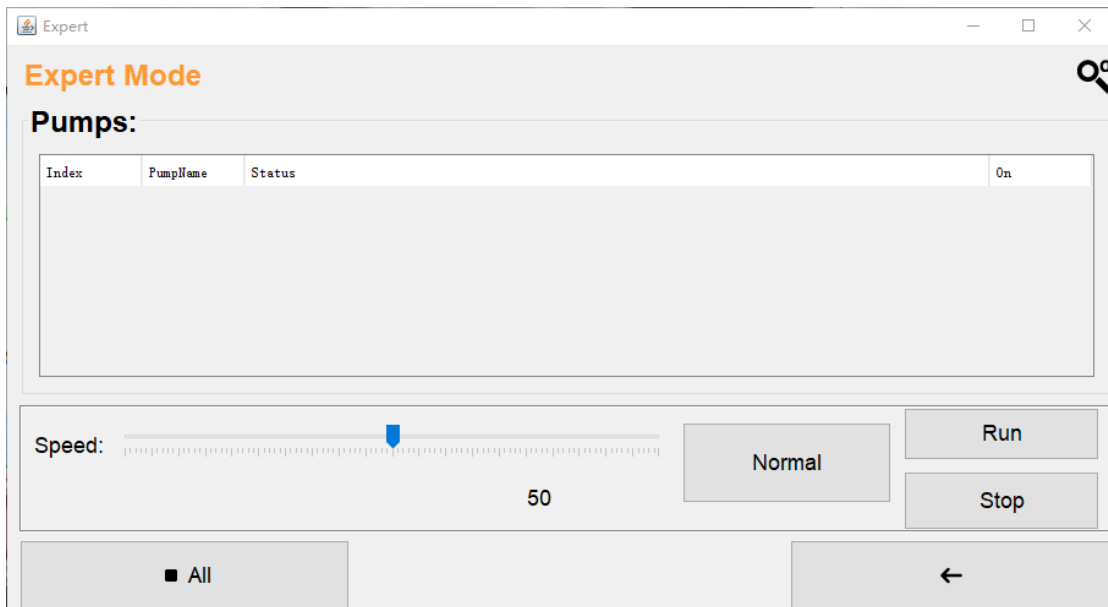 Expert
Expert Mode
Pumps:
Index PumpName Status On
Speed:
50
Normal
Run
Stop
All